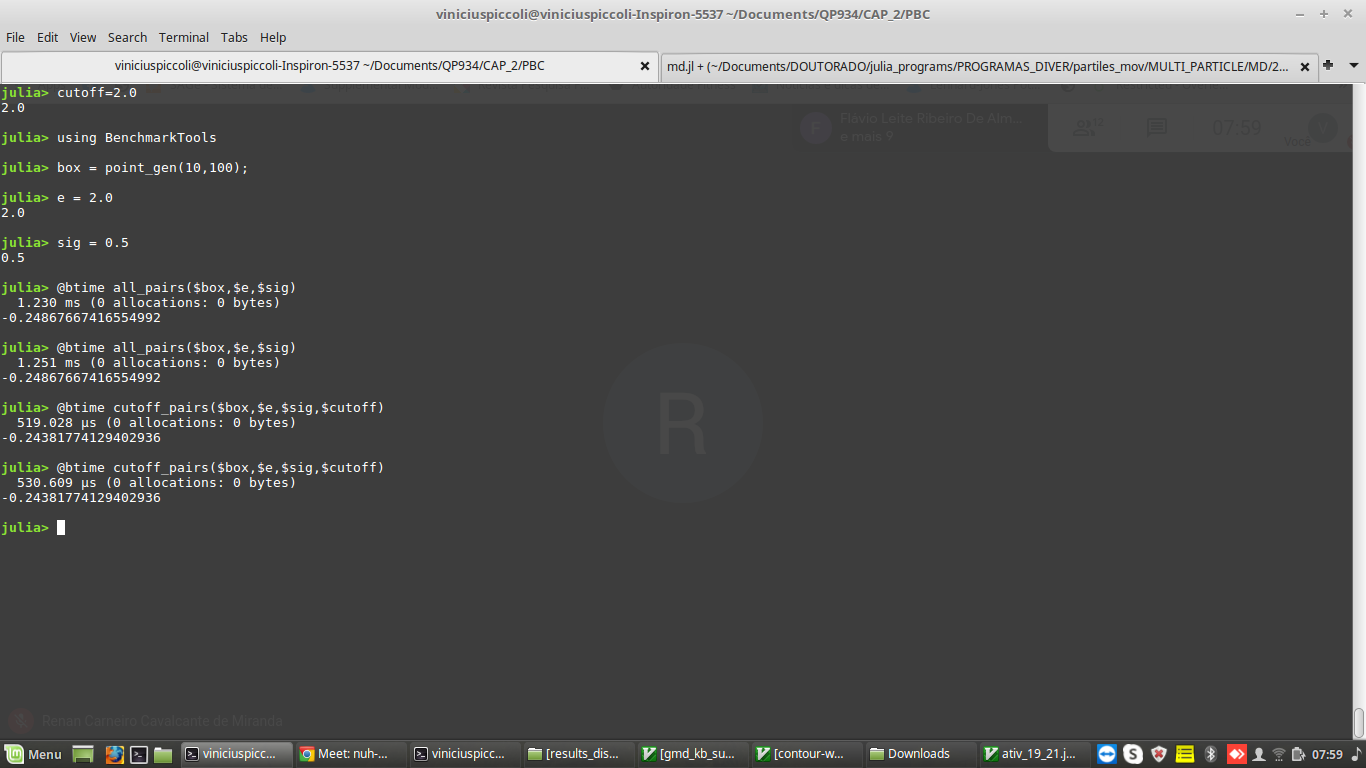 viniciuspiccoli@viniciuspiccoli-Inspiron-5537 ~/Documents/QP934/CAP_2/PBC
File Edit View Search Terminal Tabs Help
viniciuspiccoli@viniciuspiccoli-Inspiron-5537 ~/Documents/QP934/CAP_2/PBC
md.jl + (~/Documents/DOUTORADO/julia_programs/PROGRAMAS_DIVER/partiles_mov/MULTI_PARTICLE/MD/2...
julia> cutoff=2.0
2.0
julia> using BenchmarkTools
julia> box = point_gen(10,100);
julia> e = 2.0
2.0
julia> sig = 0.5
0.5
julia> @btime all_pairs($box,$e,$sig)
1.230 ms (0 allocations: 0 bytes)
-0.24867667416554992
julia> @btime all_pairs($box,$e,$sig)
1.251 ms (0 allocations: 0 bytes)
-0.24867667416554992
julia> @btime cutoff_pairs($box,$e,$sig,$cutoff)
519.028 μs (0 allocations: 0 bytes)
-0.24381774129402936
julia> @btime cutoff_pairs($box,$e,$sig,$cutoff)
530.609 μs (0 allocations: 0 bytes)
-0.24381774129402936
julia>
F
Flávio Leite Ribeiro De Aim...
e mais 9
12
07:59
V
Você
R
Renan Carneiro Cavalcante de Miranda
Menu
viniciuspicc...
Meet: nuh-...
viniciuspicc...
[results_dis...
[gmd_kb_su...
[contour-w...
Downloads
ativ_19_21.j...
07:59